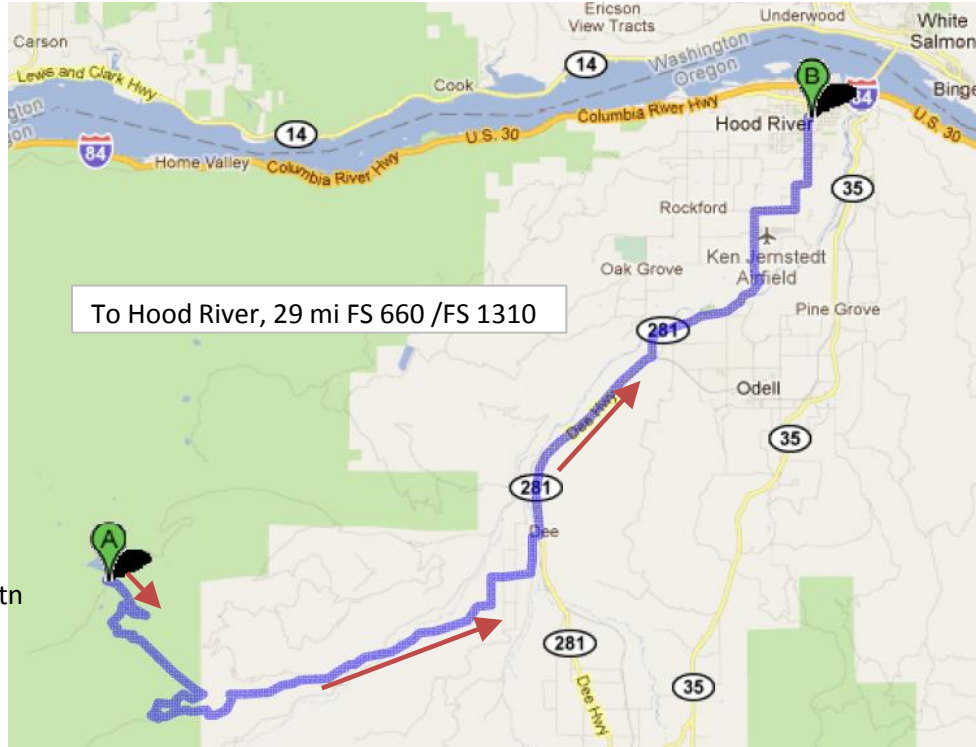 Ericson
View Tracts
Underwood
White
Salmon
Carson
Lewis and Clark Hwy
Cook
14
Washington
Oregon
B
Binge
14
Columbia River Hwy
84
Hood River
U.S. 30
U.S. 30
84
Home Valley
Columbia River Hwy
35
Rockford
Ken Jernstedt
Airfield
Oak Grove
To Hood River, 29 mi FS 660 /FS 1310
Pine Grove
281
Odell
Dee Hwy
35
281
Dee
A
tn
281
35
Dee Hwy